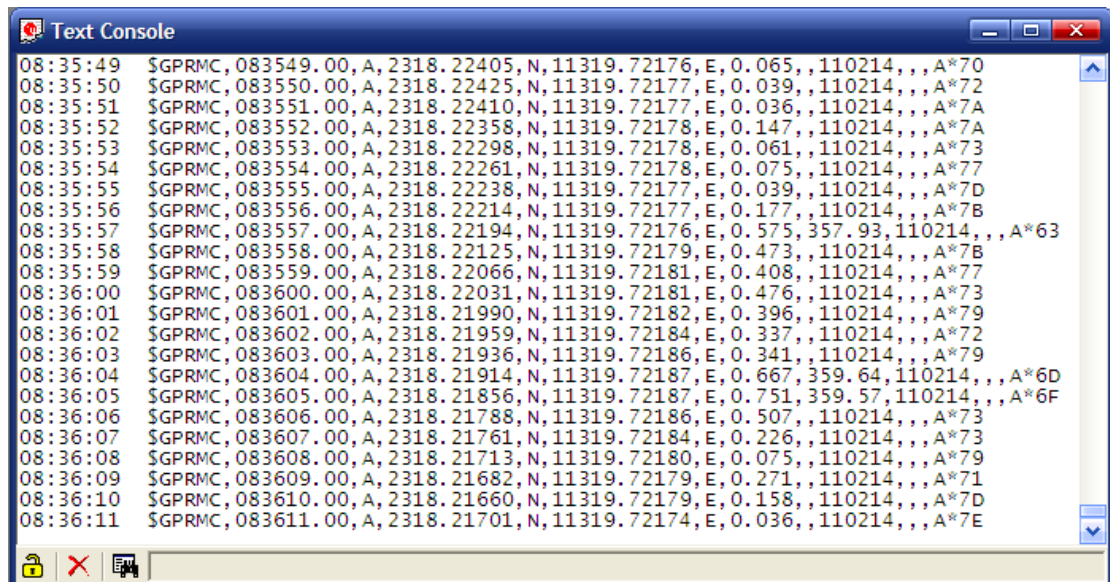 Text Console
08:35:49 $GPRMC,083549.00,A,2318.22405,N,11319.72176,E,0.065,,110214,,,A*70
08:35:50 $GPRMC,083550.00,A,2318.22425,N,11319.72177,E,0.039,,110214,,,A*72
08:35:51 $GPRMC,083551.00,A,2318.22410,N,11319.72177,E,0.036,,110214,,,A*7A
08:35:52 $GPRMC,083552.00,A,2318.22358,N,11319.72178,E,0.147,,110214,,,A*7A
08:35:53 $GPRMC,083553.00,A,2318.22298,N,11319.72178,E,0.061,,110214,,,A*73
08:35:54 $GPRMC,083554.00,A,2318.22261,N,11319.72178,E,0.075,,110214,,,A*77
08:35:55 $GPRMC,083555.00,A,2318.22238,N,11319.72177,E,0.039,,110214,,,A*7D
08:35:56 $GPRMC,083556.00,A,2318.22214,N,11319.72177,E,0.177,,110214,,,A*7B
08:35:57 $GPRMC,083557.00,A,2318.22194,N,11319.72176,E,0.575,357.93,110214,,,A*63
08:35:58 $GPRMC,083558.00,A,2318.22125,N,11319.72179,E,0.473,,110214,,,A*7B
08:35:59 $GPRMC,083559.00,A,2318.22066,N,11319.72181,E,0.408,,110214,,,A*77
08:36:00 $GPRMC,083600.00,A,2318.22031,N,11319.72181,E,0.476,,110214,,,A*73
08:36:01 $GPRMC,083601.00,A,2318.21990,N,11319.72182,E,0.396,,110214,,,A*79
08:36:02 $GPRMC,083602.00,A,2318.21959,N,11319.72184,E,0.337,,110214,,,A*72
08:36:03 $GPRMC,083603.00,A,2318.21936,N,11319.72186,E,0.341,,110214,,,A*79
08:36:04 $GPRMC,083604.00,A,2318.21914,N,11319.72187,E,0.667,359.64,110214,,,A*6D
08:36:05 $GPRMC,083605.00,A,2318.21856,N,11319.72187,E,0.751,359.57,110214,,,A*6F
08:36:06 $GPRMC,083606.00,A,2318.21788,N,11319.72186,E,0.507,,110214,,,A*73
08:36:07 $GPRMC,083607.00,A,2318.21761,N,11319.72184,E,0.226,,110214,,,A*73
08:36:08 $GPRMC,083608.00,A,2318.21713,N,11319.72180,E,0.075,,110214,,,A*79
08:36:09 $GPRMC,083609.00,A,2318.21682,N,11319.72179,E,0.271,,110214,,,A*71
08:36:10 $GPRMC,083610.00,A,2318.21660,N,11319.72179,E,0.158,,110214,,,A*7D
08:36:11 $GPRMC,083611.00,A,2318.21701,N,11319.72174,E,0.036,,110214,,,A*7E